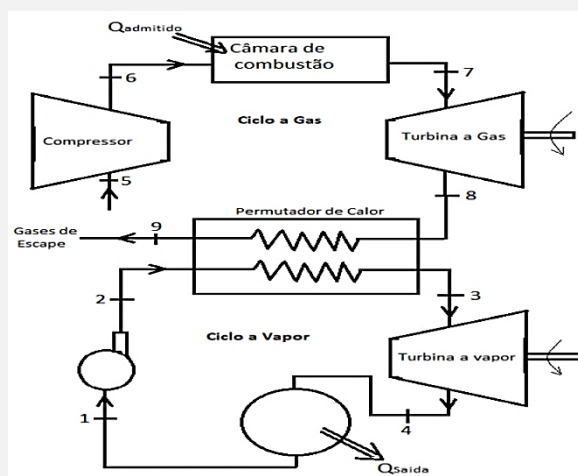 Qadmitido
Câmara de
combustão
6
7
Ciclo a Gas
Compressor
Turbina a Gas
5
8
Permutador de Calor
Gases de
Escape
9
2
3
Ciclo a Vapor
Turbina a vapor
1
4
QSaida